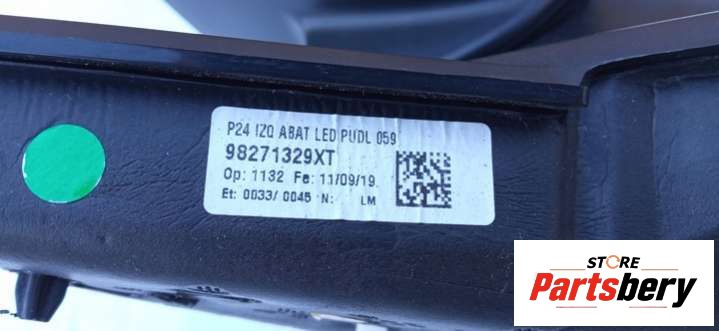 P24 IZQ ABAT LED PUDL 059
98271329XT
Op: 1132 Fe: 11/09/19
Et: 0033/ 0045 N: LM
STORE
Partsbery